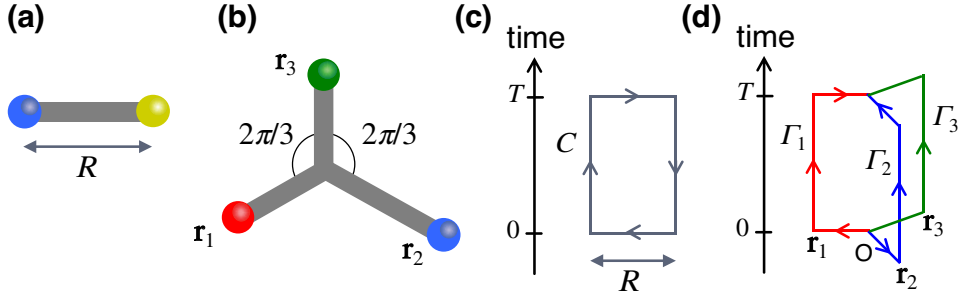 (a)
R
(b)
r₃
2π/3
2π/3
r₁
r₂
(c)
time
T
C
0
R
(d)
time
T
Γ₁
Γ₂
Γ₃
0
r₁
O
r₂
r₃